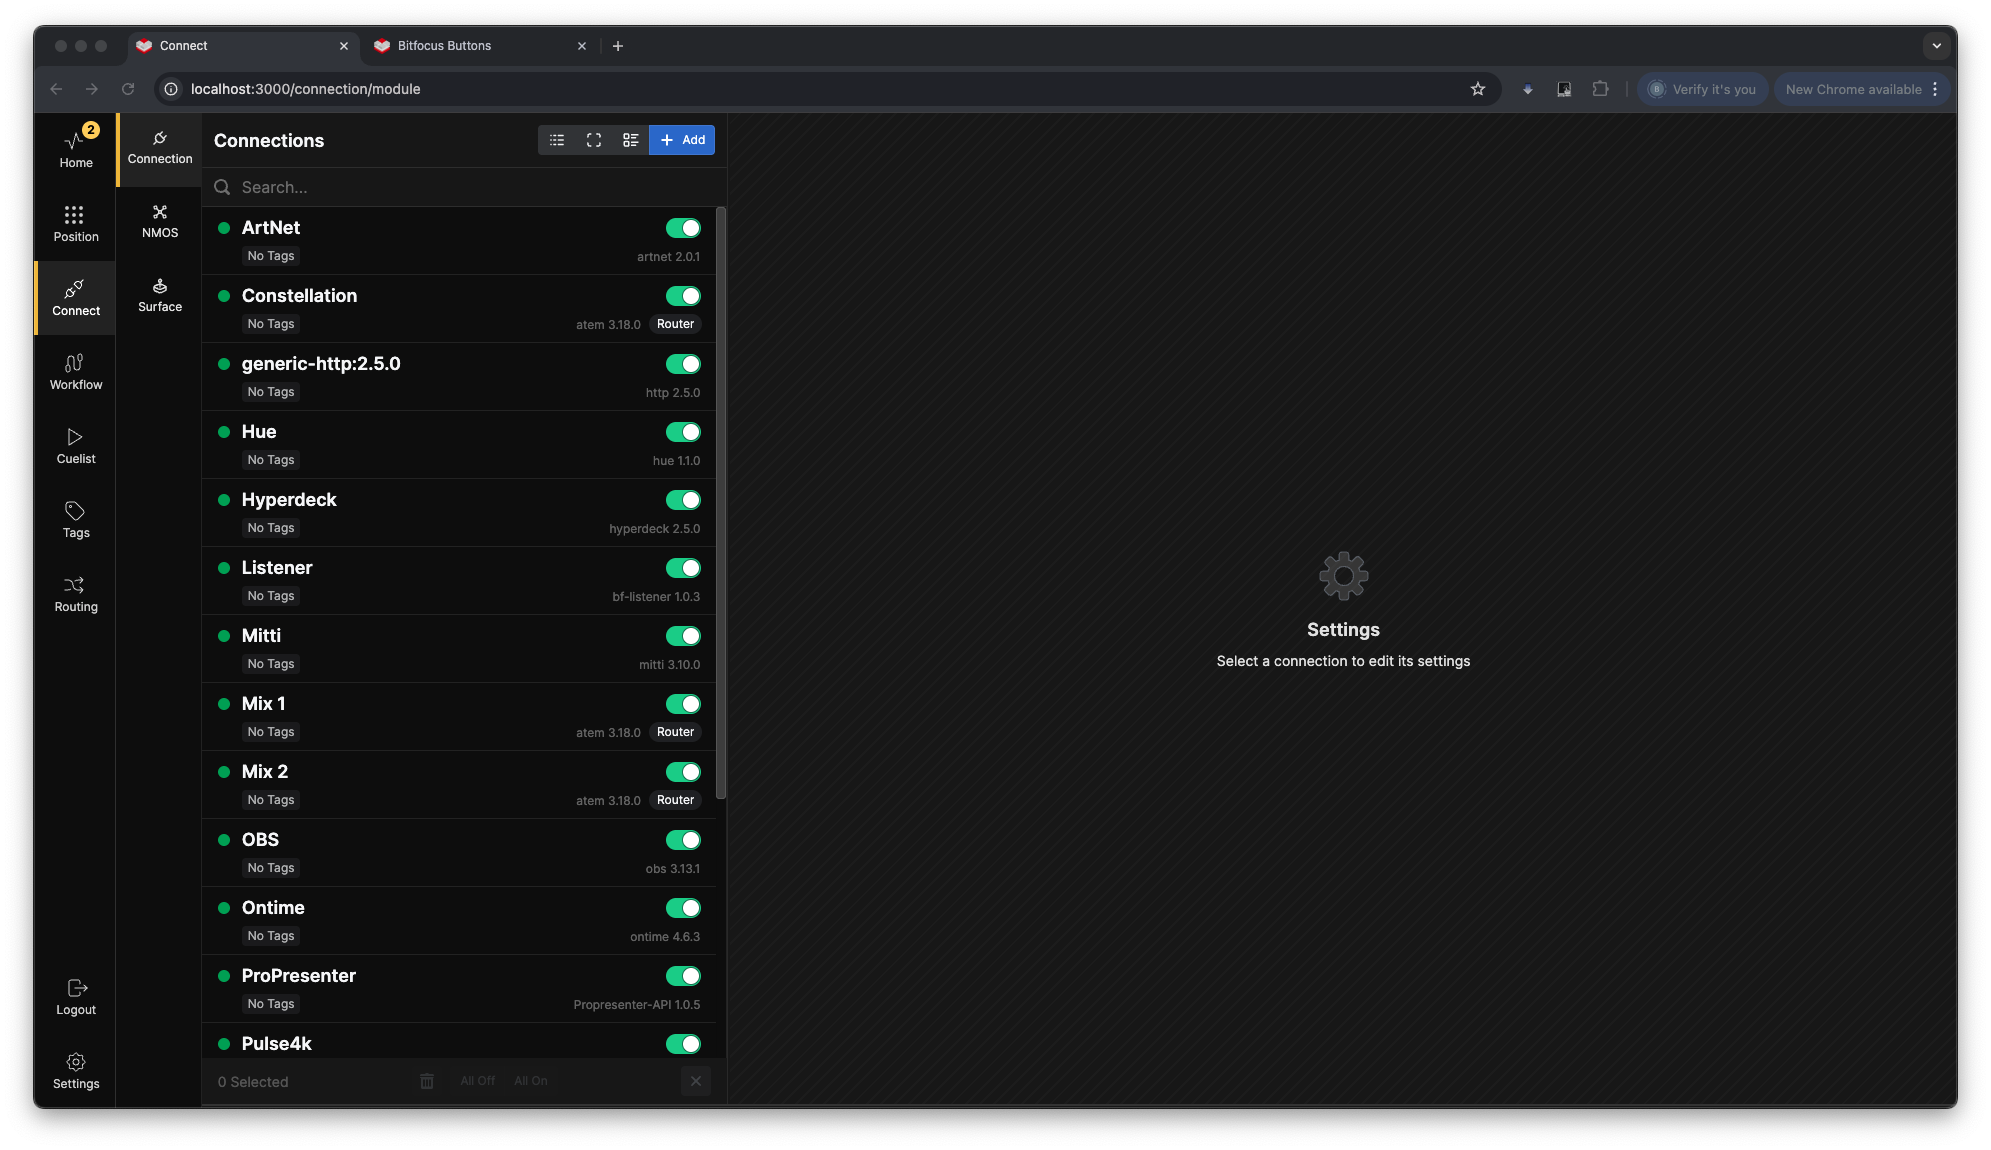 Connect
Bitfocus Buttons
localhost:3000/connection/module
Verify it's you
New Chrome available
2
Home
Position
Connect
Workflow
Cuelist
Tags
Routing
Logout
Settings
Connection
NMOS
Surface
Connections
Add
Search...
ArtNet
No Tags
artnet 2.0.1
Constellation
No Tags
atem 3.18.0
Router
generic-http:2.5.0
No Tags
http 2.5.0
Hue
No Tags
hue 1.1.0
Hyperdeck
No Tags
hyperdeck 2.5.0
Listener
No Tags
bf-listener 1.0.3
Mitti
No Tags
mitti 3.10.0
Mix 1
No Tags
atem 3.18.0
Router
Mix 2
No Tags
atem 3.18.0
Router
OBS
No Tags
obs 3.13.1
Ontime
No Tags
ontime 4.6.3
ProPresenter
No Tags
Propresenter-API 1.0.5
Pulse4k
0 Selected
All Off
All On
Settings
Select a connection to edit its settings